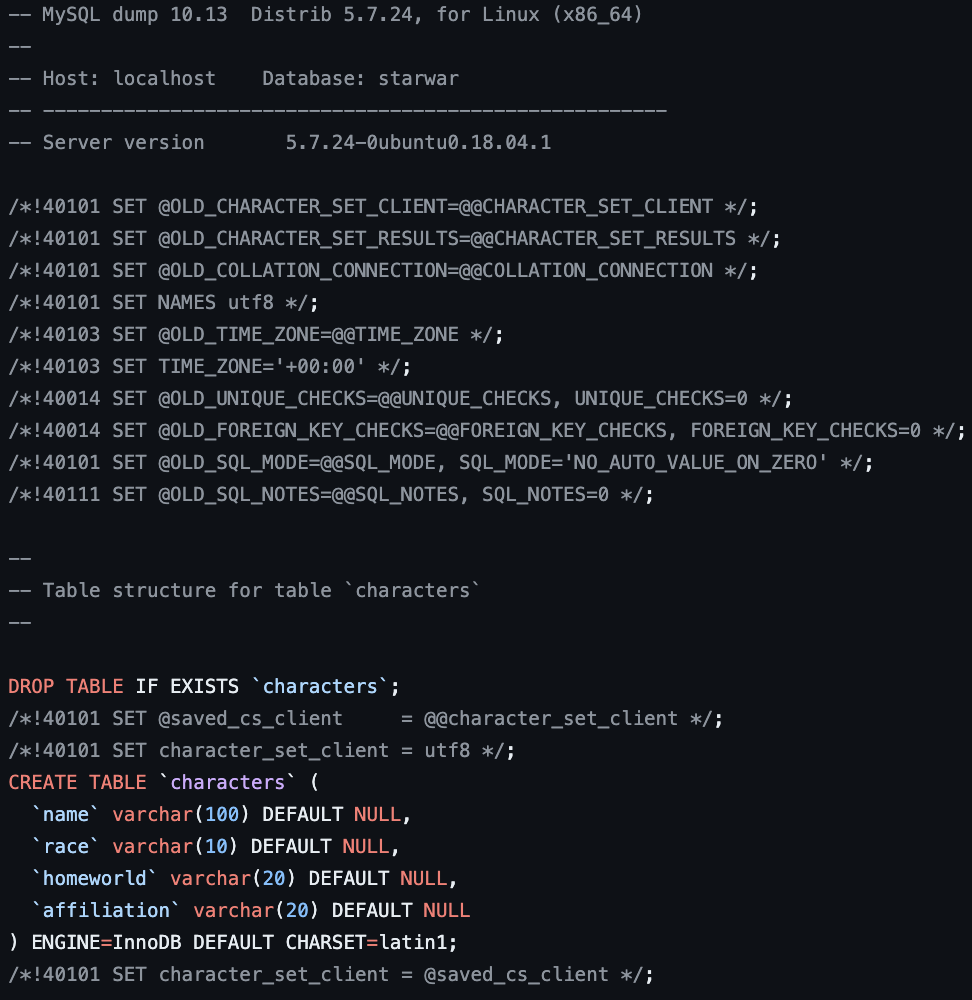 -- MySQL dump 10.13  Distrib 5.7.24, for Linux (x86_64)
--
-- Host: localhost    Database: starwar
-- ------------------------------------------------------
-- Server version       5.7.24-0ubuntu0.18.04.1

/*!40101 SET @OLD_CHARACTER_SET_CLIENT=@@CHARACTER_SET_CLIENT */;
/*!40101 SET @OLD_CHARACTER_SET_RESULTS=@@CHARACTER_SET_RESULTS */;
/*!40101 SET @OLD_COLLATION_CONNECTION=@@COLLATION_CONNECTION */;
/*!40101 SET NAMES utf8 */;
/*!40103 SET @OLD_TIME_ZONE=@@TIME_ZONE */;
/*!40103 SET TIME_ZONE='+00:00' */;
/*!40014 SET @OLD_UNIQUE_CHECKS=@@UNIQUE_CHECKS, UNIQUE_CHECKS=0 */;
/*!40014 SET @OLD_FOREIGN_KEY_CHECKS=@@FOREIGN_KEY_CHECKS, FOREIGN_KEY_CHECKS=0 */;
/*!40101 SET @OLD_SQL_MODE=@@SQL_MODE, SQL_MODE='NO_AUTO_VALUE_ON_ZERO' */;
/*!40111 SET @OLD_SQL_NOTES=@@SQL_NOTES, SQL_NOTES=0 */;

--
-- Table structure for table `characters`
--

DROP TABLE IF EXISTS `characters`;
/*!40101 SET @saved_cs_client     = @@character_set_client */;
/*!40101 SET character_set_client = utf8 */;
CREATE TABLE `characters` (
  `name` varchar(100) DEFAULT NULL,
  `race` varchar(10) DEFAULT NULL,
  `homeworld` varchar(20) DEFAULT NULL,
  `affiliation` varchar(20) DEFAULT NULL
) ENGINE=InnoDB DEFAULT CHARSET=latin1;
/*!40101 SET character_set_client = @saved_cs_client */;